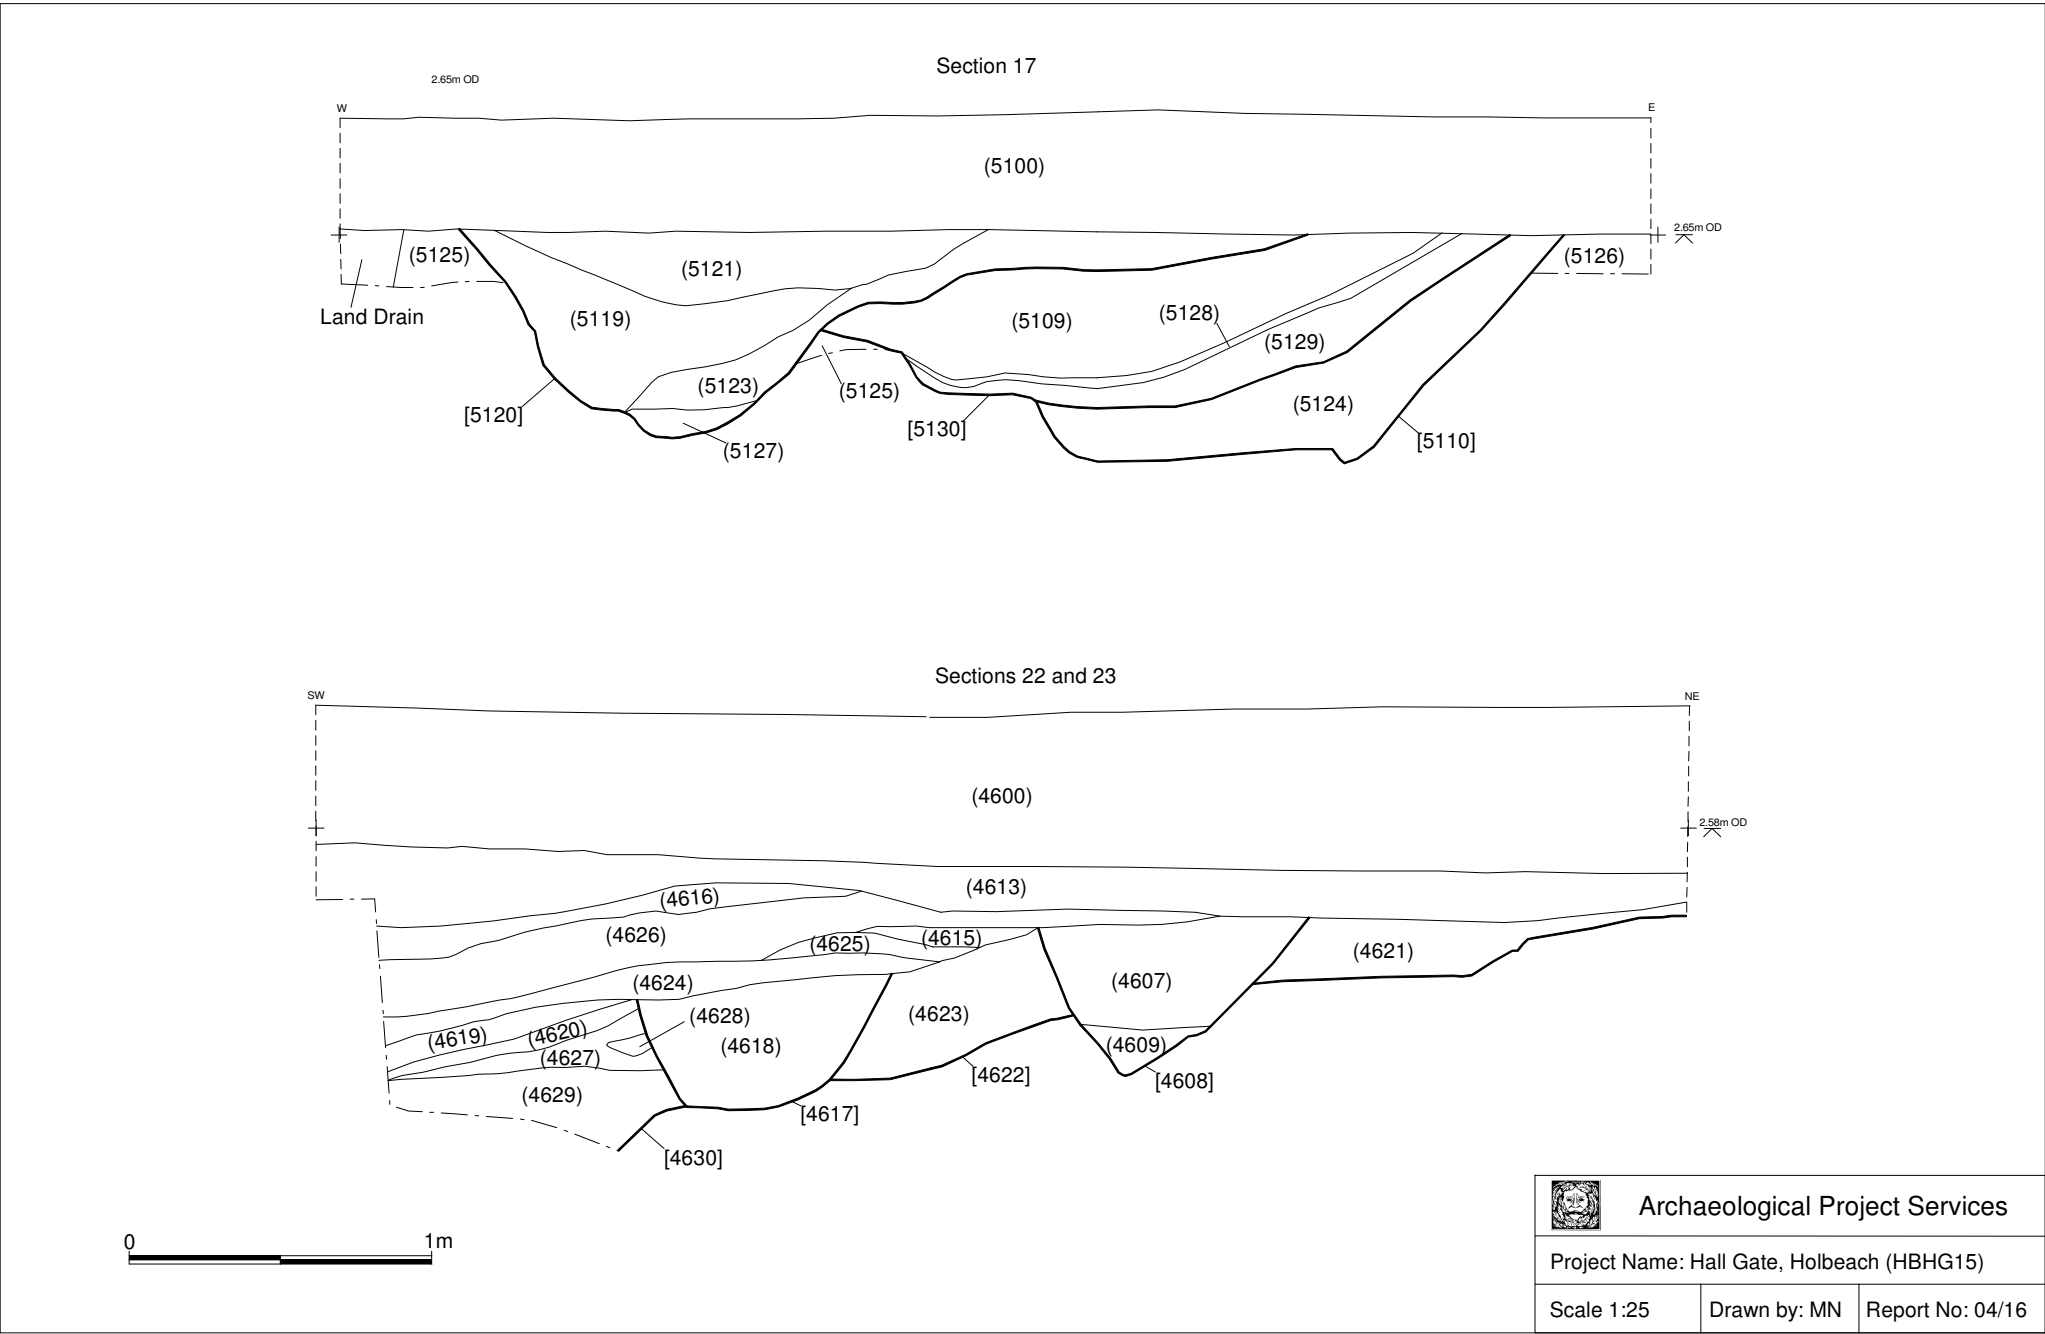 Section 17
2.65m OD
W
E
(5100)
2.65m OD
(5125)
(5121)
(5126)
Land Drain
(5119)
(5109)
(5128)
(5129)
(5123)
(5125)
(5124)
[5120]
[5130]
[5110]
(5127)
Sections 22 and 23
SW
NE
(4600)
2.58m OD
(4613)
(4616)
(4626)
(4625)
(4615)
(4621)
(4607)
(4624)
(4628)
(4623)
(4619)
(4620)
(4618)
(4609)
(4627)
[4622]
[4608]
(4629)
[4617]
[4630]
0 1m
Archaeological Project Services
Project Name: Hall Gate, Holbeach (HBHG15)
Scale 1:25 Drawn by: MN Report No: 04/16